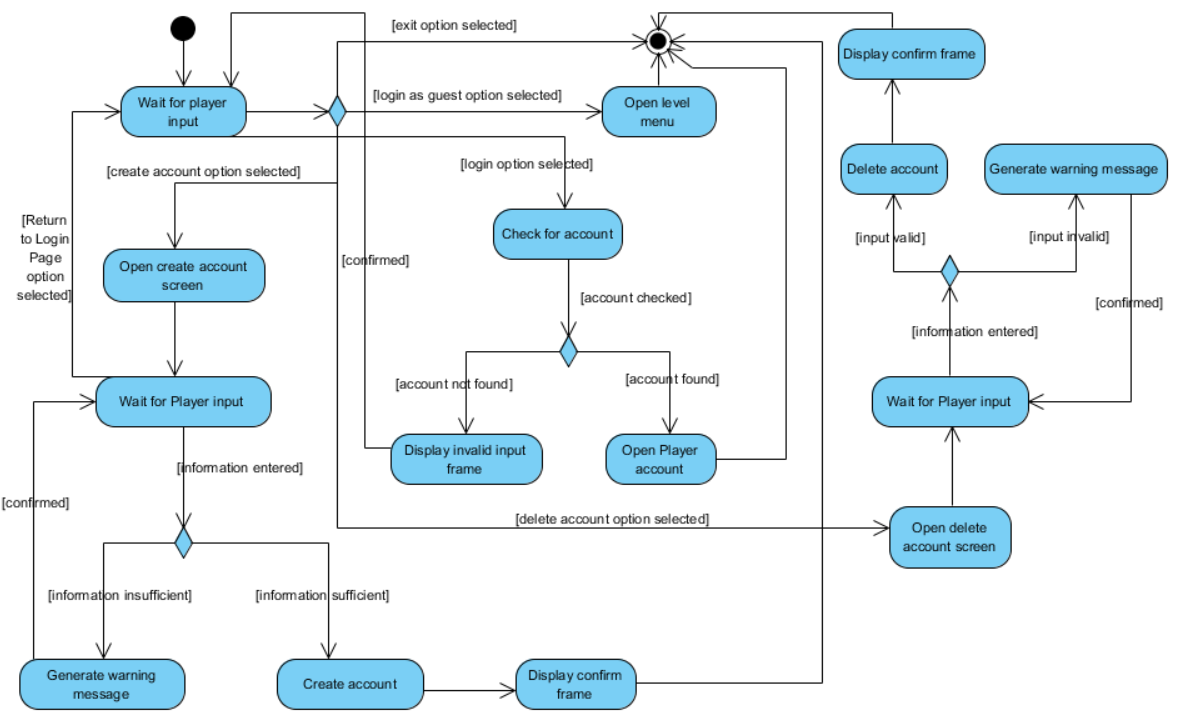 [exit option selected]
Display confirm frame
Wait for player
input
[login as guest option selected]
Open level
menu
[create account option selected]
[login option selected]
Delete account
Generate warning message
[Return
to Login
Page
option
selected]
Check for account
[input valid]
[input invalid]
Open create account
screen
[confirmed]
[account checked]
[confirmed]
[information entered]
[account not found]
[account found]
Wait for Player input
Wait for Player input
Display invalid input
frame
Open Player
account
[information entered]
[confirmed]
[delete account option selected]
Open delete
account screen
[information insufficient]
[information sufficient]
Generate warning
message
Create account
Display confirm
frame